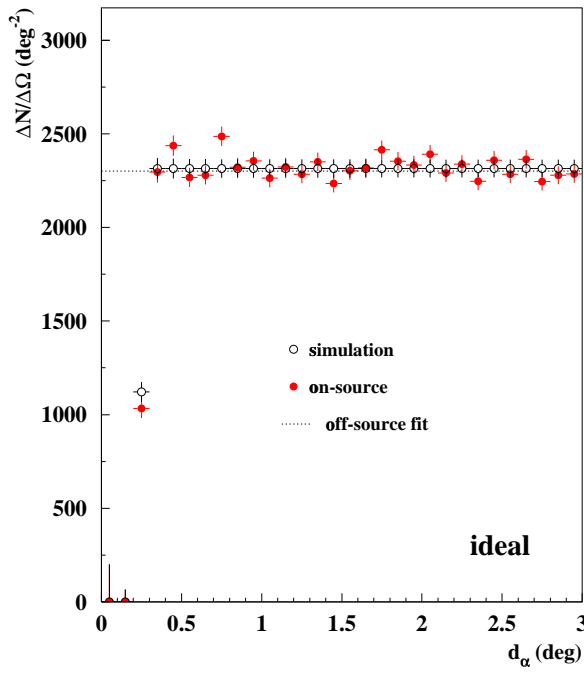 ΔN/ΔΩ (deg⁻²)
3000
2500
2000
1500
1000
500
0
simulation
on-source
off-source fit
ideal
0 0.5 1 1.5 2 2.5 3
d_α (deg)